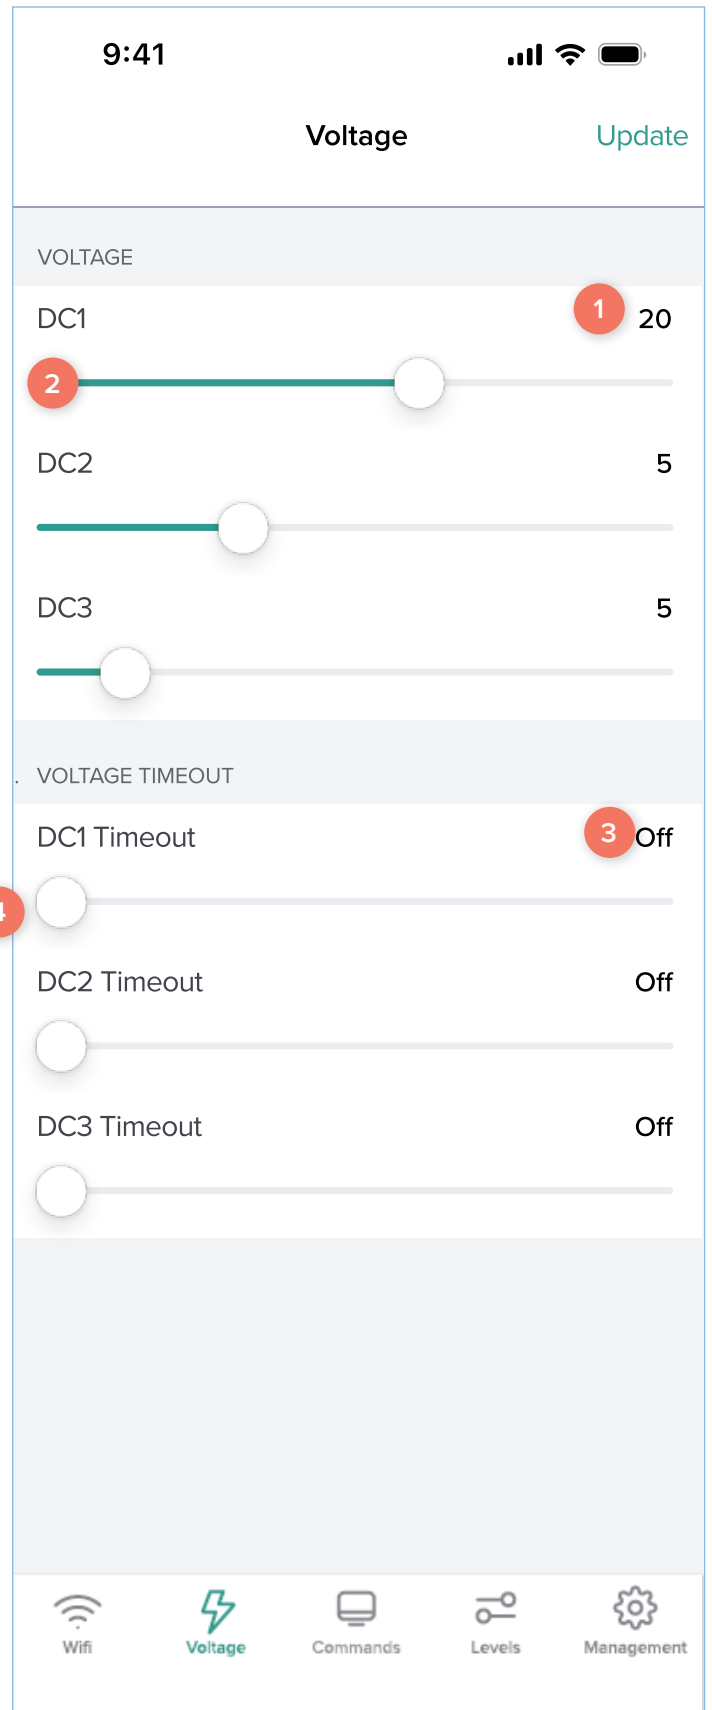 9:41
Voltage Update
VOLTAGE
DC1 1 20
2
DC2 5
DC3 5
. VOLTAGE TIMEOUT
DC1 Timeout 3 Off
4
DC2 Timeout Off
DC3 Timeout Off
Wifi Voltage Commands Levels Management